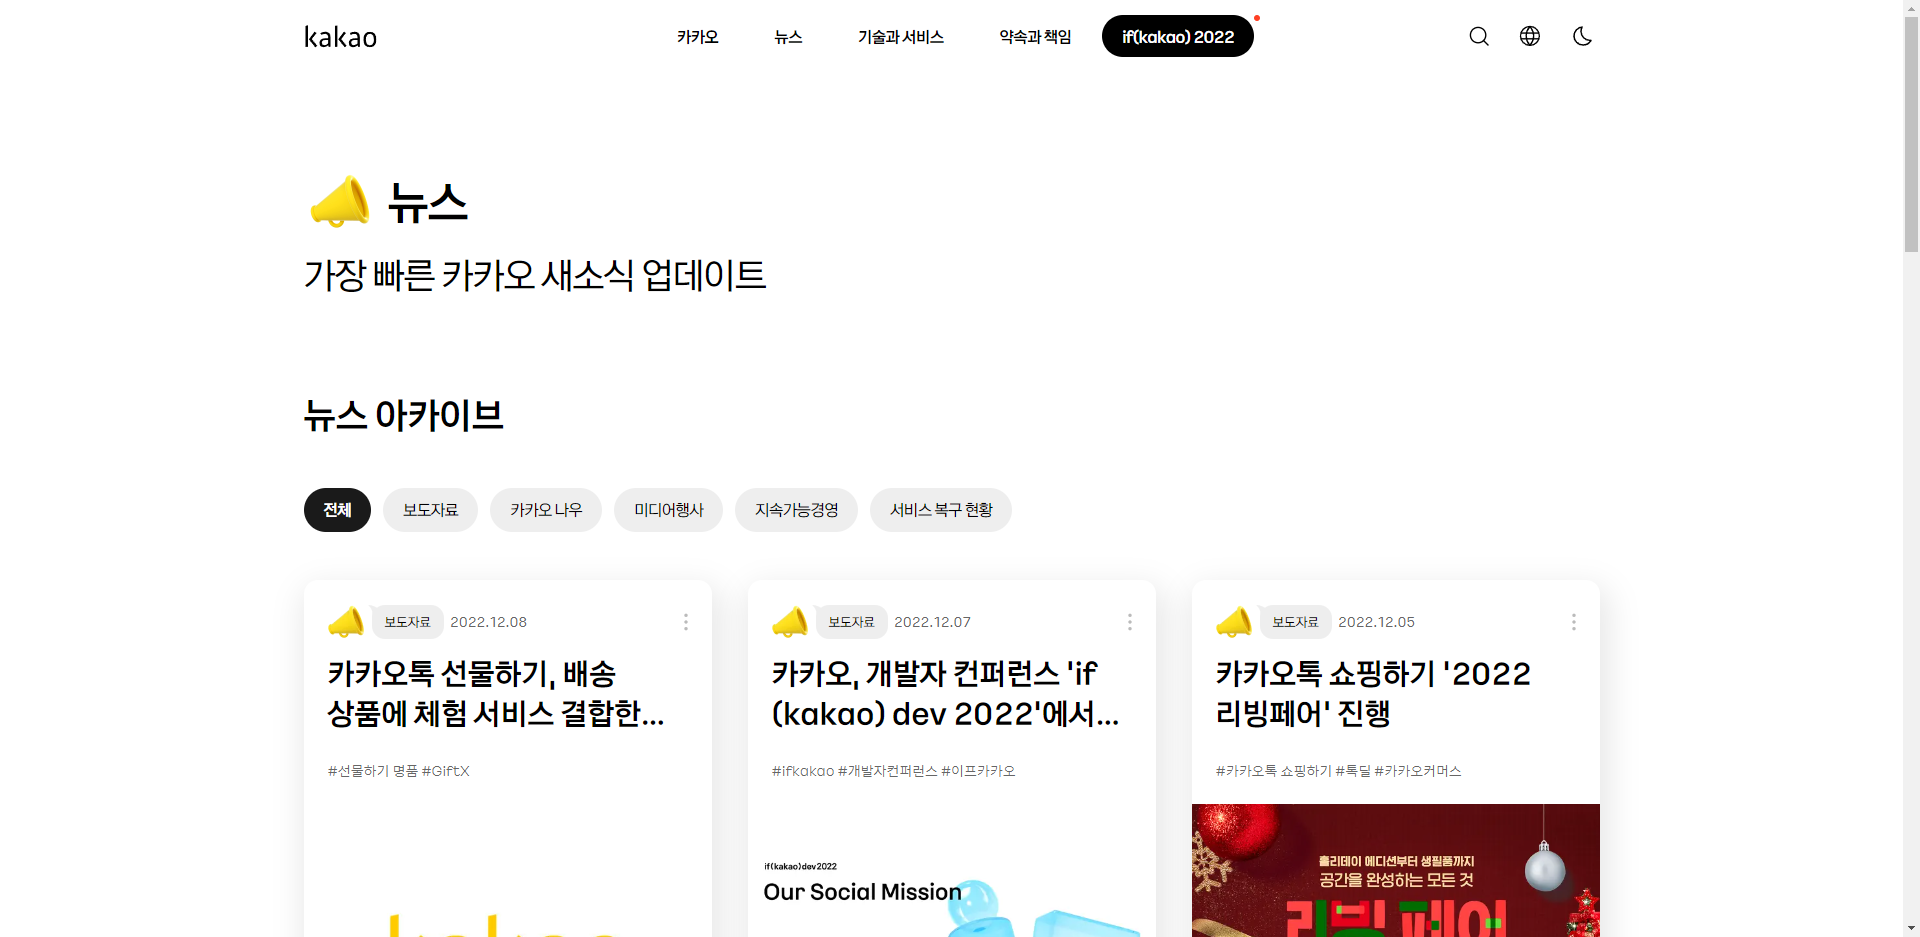 kakao
카카오
뉴스
기술과 서비스
약속과 책임
if(kakao) 2022
뉴스
가장 빠른 카카오 새소식 업데이트
뉴스 아카이브
전체
보도자료
카카오 나우
미디어행사
지속가능경영
서비스 복구 현황
보도자료 2022.12.08
카카오톡 선물하기, 배송
상품에 체험 서비스 결합한...
#선물하기 명품 #GiftX
kakao
보도자료 2022.12.07
카카오, 개발자 컨퍼런스 'if
(kakao) dev 2022'에서...
#ifkakao #개발자컨퍼런스 #이프카카오
if(kakao)dev2022
Our Social Mission
보도자료 2022.12.05
카카오톡 쇼핑하기 '2022
리빙페어' 진행
#카카오톡 쇼핑하기 #톡딜 #카카오커머스
홀리데이 에디션부터 생필품까지
공간을 완성하는 모든 것
리빙 페어